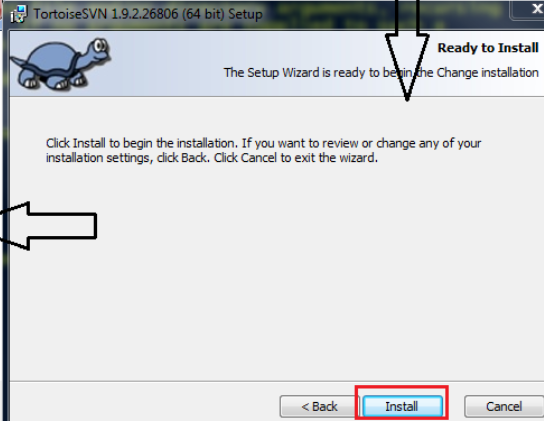 TortoiseSVN 1.9.2.26806 (64 bit) Setup
Ready to Install
The Setup Wizard is ready to begin the Change installation
Click Install to begin the installation. If you want to review or change any of your
installation settings, click Back. Click Cancel to exit the wizard.
< Back Install Cancel